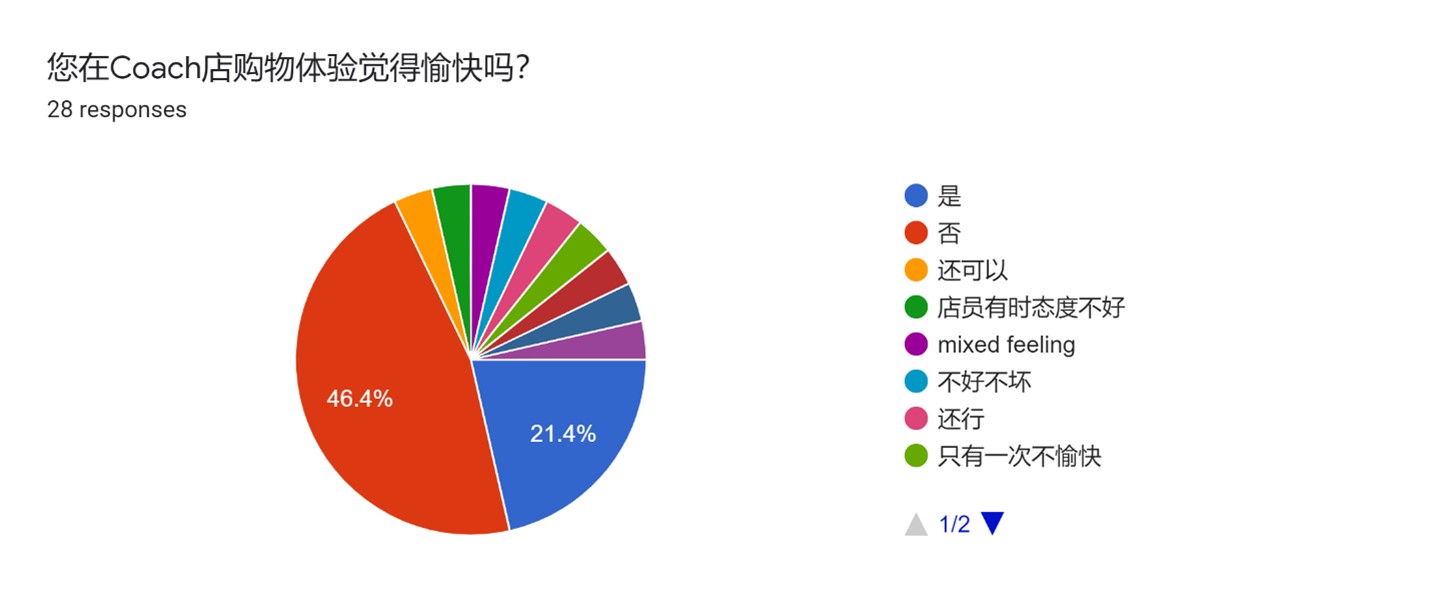 您在Coach店购物体验觉得愉快吗?
28 responses
46.4%
21.4%
是
否
还可以
店员有时态度不好
mixed feeling
不好不坏
还行
只有一次不愉快
1/2